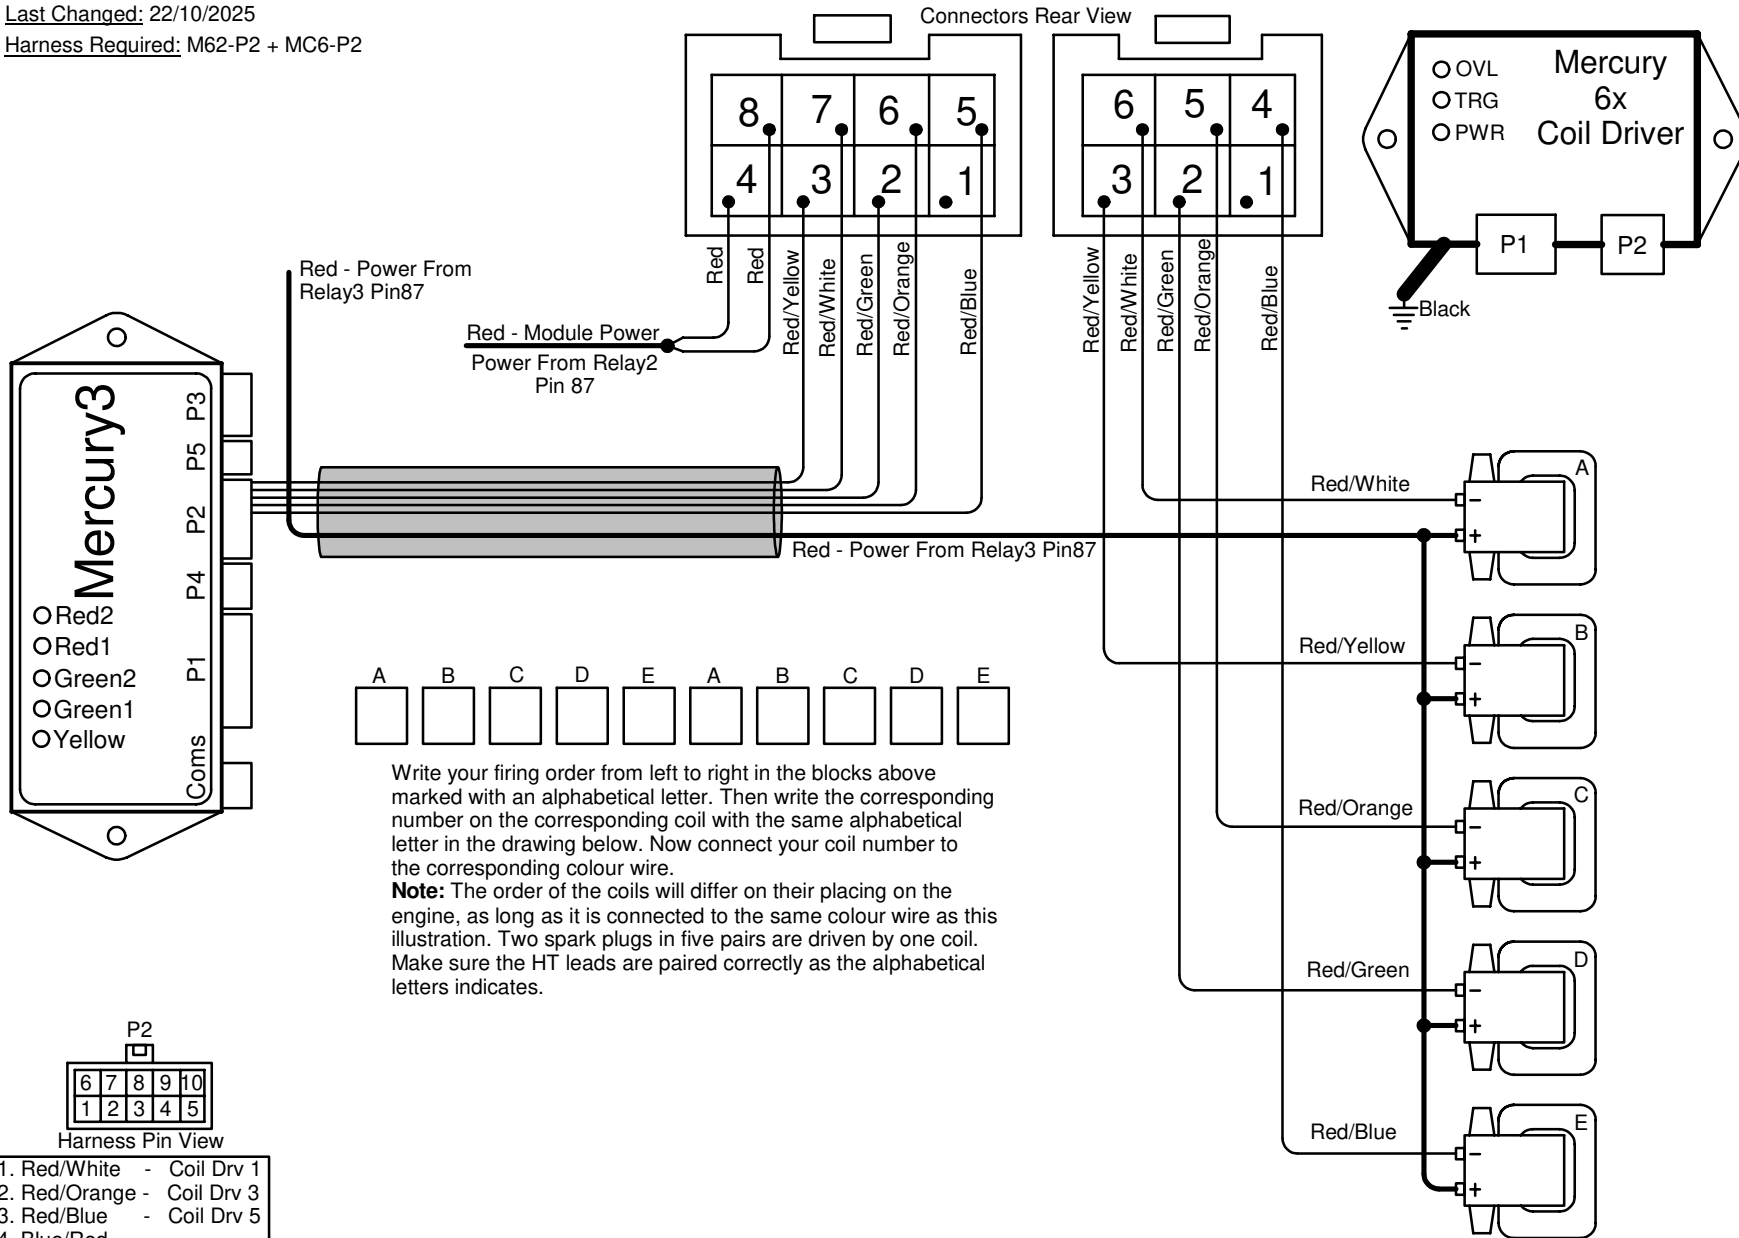 Last Changed: 22/10/2025
Harness Required: M62-P2 + MC6-P2
Connectors Rear View
8 7 6 5
4 3 2 1
6 5 4
3 2 1
OVL
TRG
PWR
Mercury
6x
Coil Driver
P1
P2
Black
Red
Red
Red/Yellow
Red/White
Red/Green
Red/Orange
Red/Blue
Red/Yellow
Red/White
Red/Green
Red/Orange
Red/Blue
Red - Power From
Relay3 Pin87
Red - Module Power
Power From Relay2
Pin 87
Mercury3
P3
P5
P2
P4
P1
Coms
Red2
Red1
Green2
Green1
Yellow
Red - Power From Relay3 Pin87
Red/White
A
- 
+
Red/Yellow
B
-
+
Red/Orange
C
-
+
Red/Green
D
-
+
Red/Blue
E
-
+
A B C D E A B C D E
Write your firing order from left to right in the blocks above
marked with an alphabetical letter. Then write the corresponding
number on the corresponding coil with the same alphabetical
letter in the drawing below. Now connect your coil number to
the corresponding colour wire.
Note: The order of the coils will differ on their placing on the
engine, as long as it is connected to the same colour wire as this
illustration. Two spark plugs in five pairs are driven by one coil.
Make sure the HT leads are paired correctly as the alphabetical
letters indicates.
P2
6 7 8 9 10
1 2 3 4 5
Harness Pin View
1. Red/White - Coil Drv 1
2. Red/Orange - Coil Drv 3
3. Red/Blue - Coil Drv 5